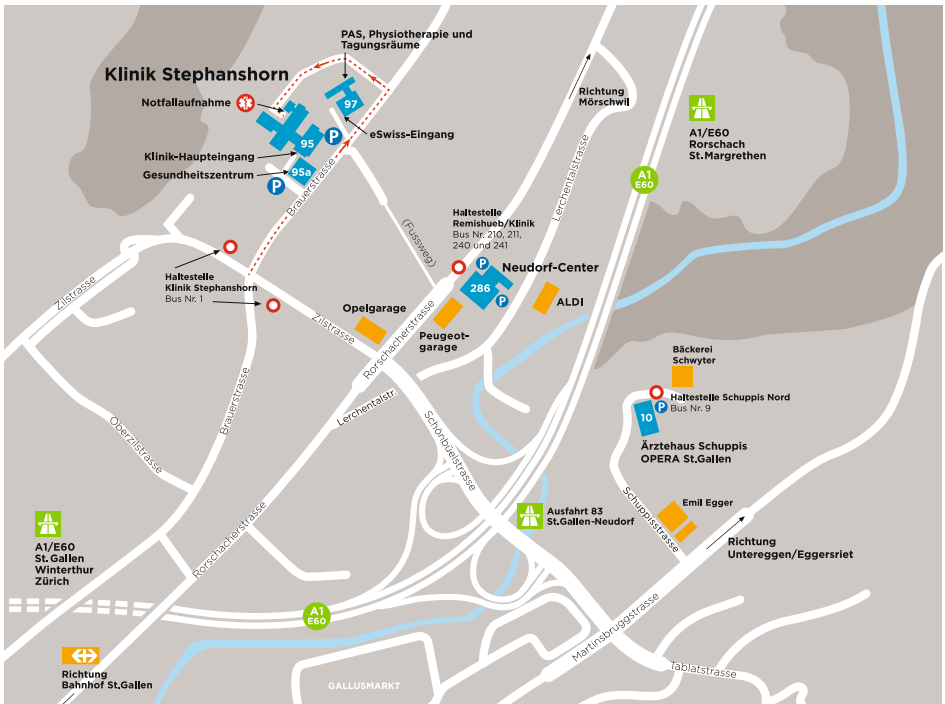 PAS, Physiotherapie und
Tagungsräume
Klinik Stephanshorn
Notfallaufnahme
97
eSwiss-Eingang
P
95
Klinik-Haupteingang
Gesundheitszentrum
95a
P
Brauerstrasse
Richtung
Mörschwil
Lerchentalstrasse
A1/E60
Rorschach
St.Margrethen
A1
E60
(Fussweg)
Haltestelle
Remishueb/Klinik
Bus Nr. 210, 211,
240 und 241
P
Neudorf-Center
286
P
ALDI
Zilstrasse
Haltestelle
Klinik Stephanshorn
Bus Nr. 1
Zilstrasse
Opelgarage
Peugeot-
garage
Rorschacherstrasse
Lerchentalstr.
Brauerstrasse
Oberzilstrasse
Schönbüelstrasse
Bäckerei
Schwyter
Haltestelle Schuppis Nord
Bus Nr. 9
P
10
Ärztehaus Schuppis
OPERA St.Gallen
Schuppisstrasse
Emil Egger
Ausfahrt 83
St.Gallen-Neudorf
Richtung
Untereggen/Eggersriet
A1/E60
St. Gallen
Winterthur
Zürich
Rorschacherstrasse
A1
E60
Martinsbruggstrasse
Tablatstrasse
Richtung
Bahnhof St.Gallen
GALLUSMARKT